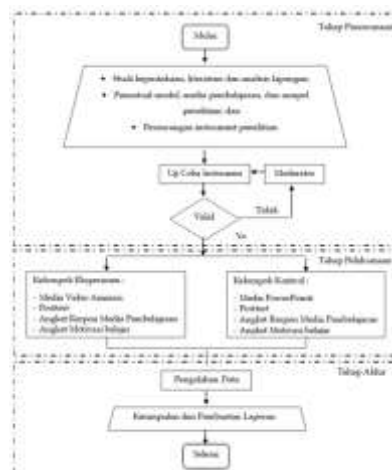 Tahap Perencanaan
Mulai
• Studi kepustakaan, literature dan analisis lapangan
• Penentuan model, media pembelajaran, dan sampel
penelitian; dan
• Perancangan instrument penelitian
Uji Coba Instrumen
Valid
Tidak
Ya
Tahap Pelaksanaan
Kelompok Eksperimen :
- Media Video Animasi
- Posttest
- Angket Respon Media Pembelajaran
- Angket Motivasi belajar
Kelompok Kontrol :
- Media PowerPoint
- Posttest
- Angket Respon Media Pembelajaran
- Angket Motivasi belajar
Tahap Akhir
Pengolahan Data
Kesimpulan dan Pembuatan Laporan
Selesai